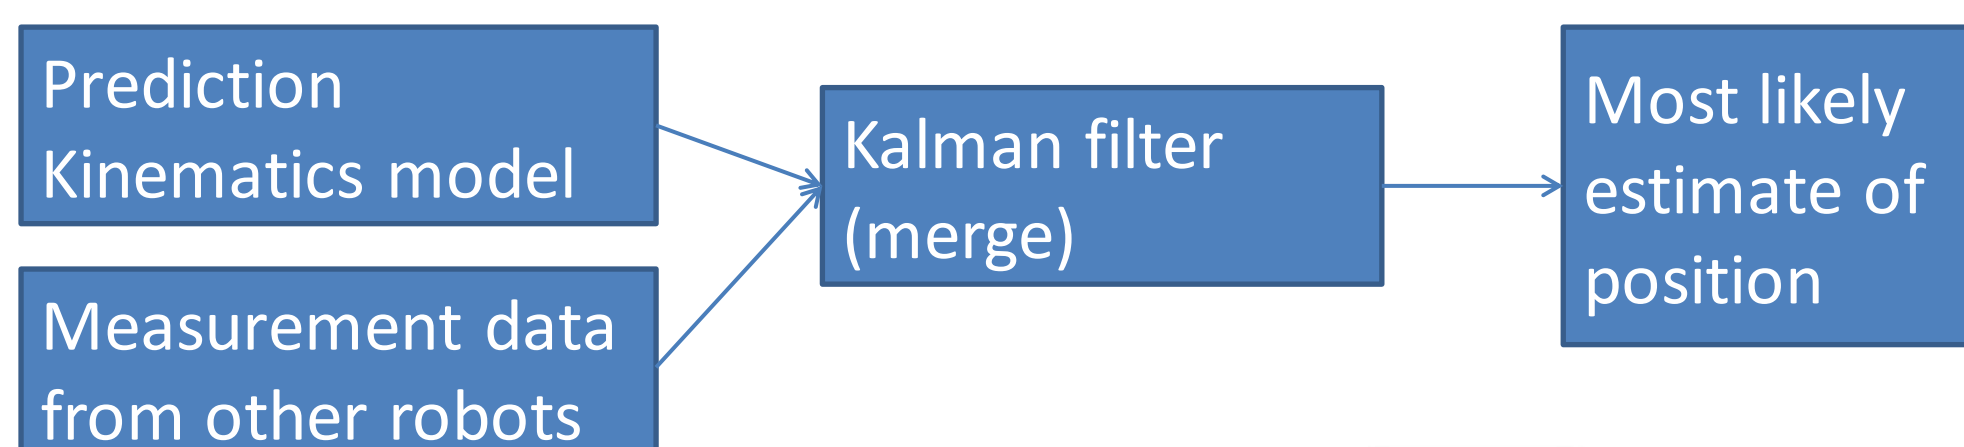 Prediction
Kinematics model
Measurement data
from other robots
Kalman filter
(merge)
Most likely
estimate of
position